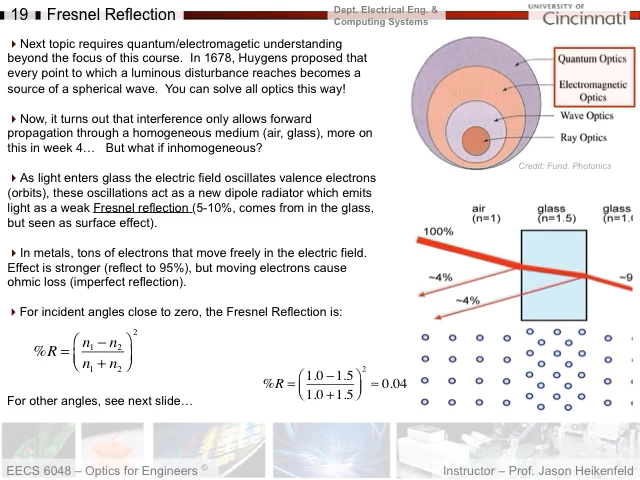 19 Fresnel Reflection
Dept. Electrical Eng. &
Computing Systems
UNIVERSITY OF
Cincinnati
Next topic requires quantum/electromagetic understanding
beyond the focus of this course. In 1678, Huygens proposed that
every point to which a luminous disturbance reaches becomes a
source of a spherical wave. You can solve all optics this way!
Now, it turns out that interference only allows forward
propagation through a homogeneous medium (air, glass), more on
this in week 4… But what if inhomogeneous?
As light enters glass the electric field oscillates valence electrons
(orbits), these oscillations act as a new dipole radiator which emits
light as a weak Fresnel reflection (5-10%, comes from in the glass,
but seen as surface effect).
In metals, tons of electrons that move freely in the electric field.
Effect is stronger (reflect to 95%), but moving electrons cause
ohmic loss (imperfect reflection).
For incident angles close to zero, the Fresnel Reflection is:
%R = ((n₁ − n₂) / (n₁ + n₂))²
%R = ((1.0 − 1.5) / (1.0 + 1.5))² ≈ 0.04
For other angles, see next slide…
Quantum Optics
Electromagnetic
Optics
Wave Optics
Ray Optics
Credit: Fund. Photonics
air
(n=1)
glass
(n=1.5)
glass
(n=1.0
100%
~4%
~4%
~9
EECS 6048 – Optics for Engineers ©
Instructor – Prof. Jason Heikenfeld